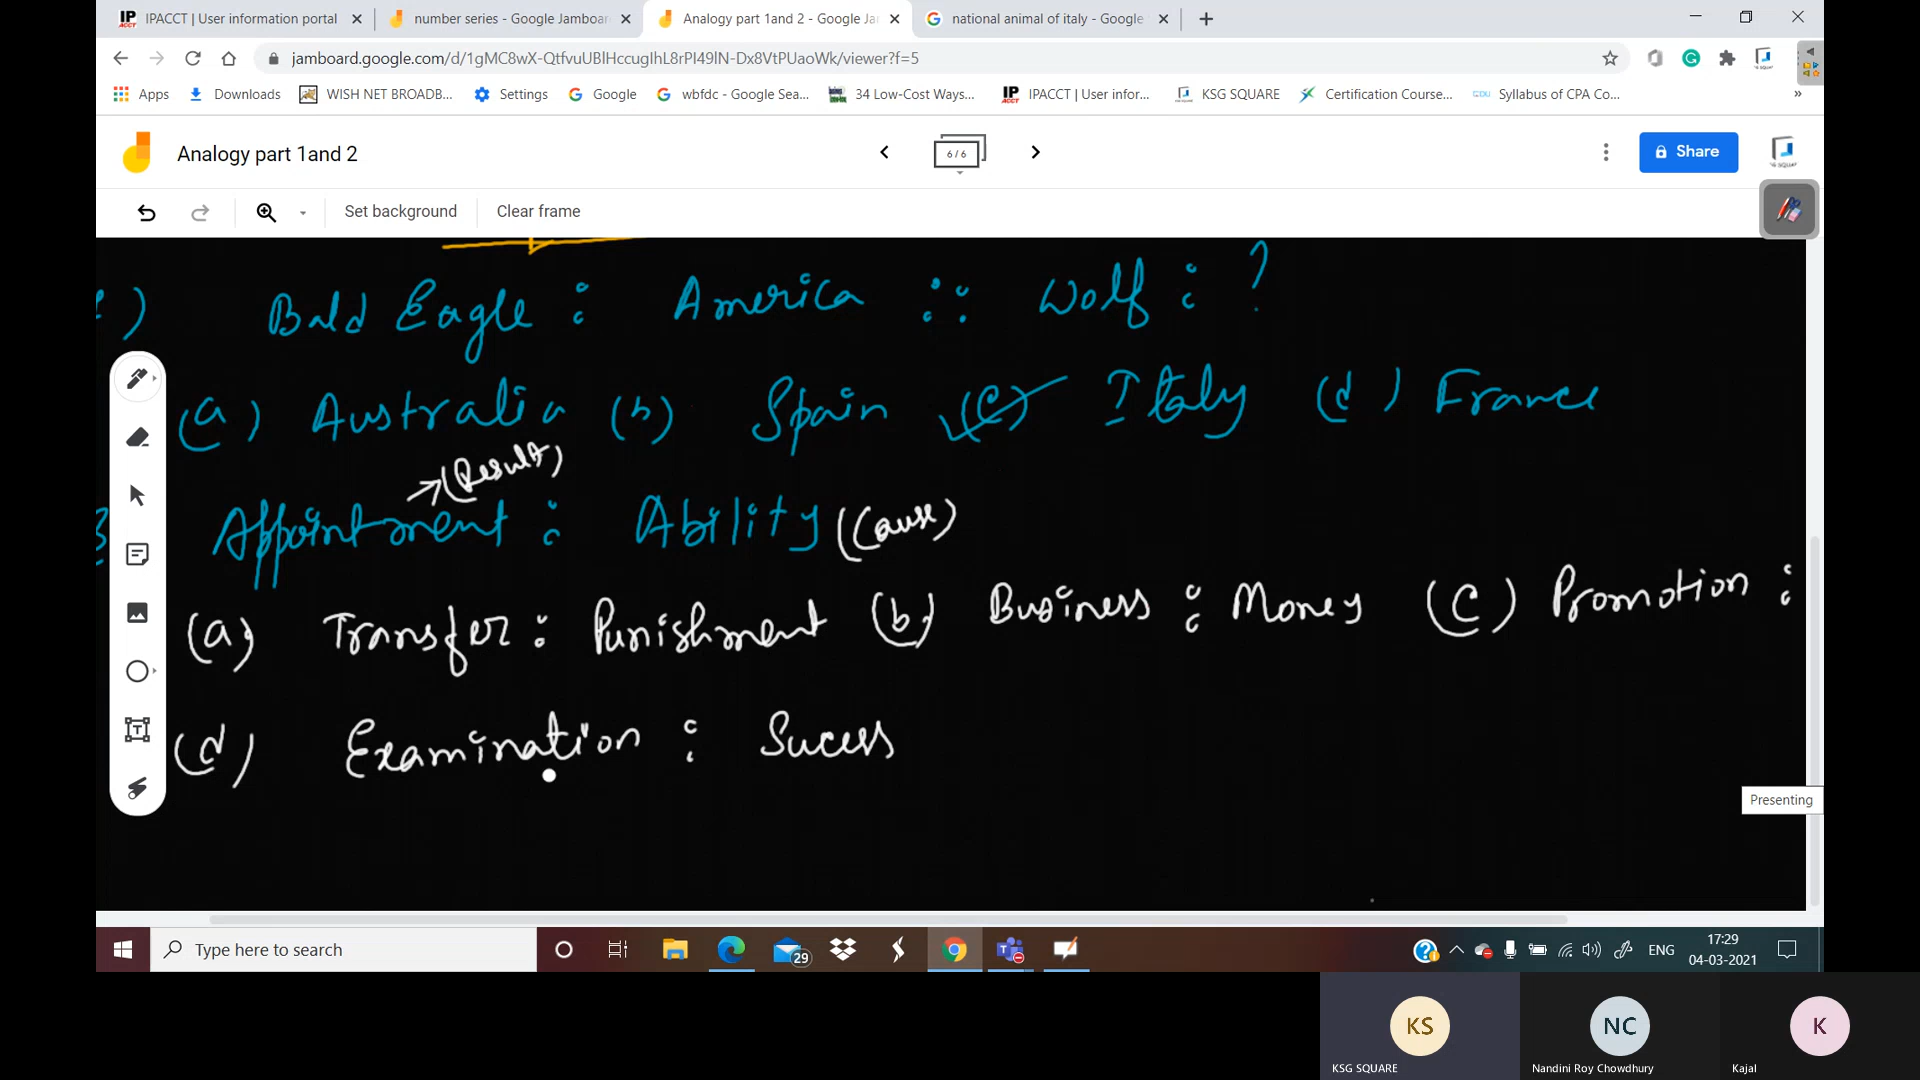 IPACCT | User information portal number series - Google Jamboar Analogy part 1and 2 - Google Ja national animal of italy - Google
jamboard.google.com/d/1gMC8wX-QtfvuUBlHccugIhL8rPI49lN-Dx8VtPUaoWk/viewer?f=5
Apps Downloads WISH NET BROADB... Settings Google wbfdc - Google Sea... 34 Low-Cost Ways... IPACCT | User infor... KSG SQUARE Certification Course... Syllabus of CPA Co... »
Analogy part 1and 2 6 / 6 Share
Set background Clear frame
) Bald Eagle : America :: Wolf : ?
(a) Australia (b) Spain (c) Italy (d) France
→(Result)
Appointment : Ability (Cause)
(a) Transfer : Punishment (b) Business : Money (C) Promotion :
(d) Examination : Sucess
Presenting
Type here to search 29 ENG 17:29
04-03-2021
KS NC K
KSG SQUARE Nandini Roy Chowdhury Kajal